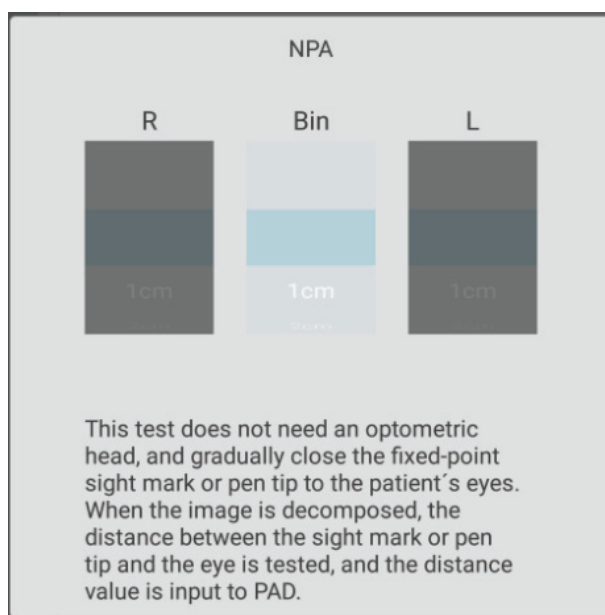 NPA
R Bin L
1cm 1cm 1cm
2cm
This test does not need an optometric
head, and gradually close the fixed-point
sight mark or pen tip to the patient´s eyes.
When the image is decomposed, the
distance between the sight mark or pen
tip and the eye is tested, and the distance
value is input to PAD.